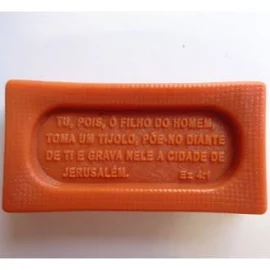 TU, POIS, Ó FILHO DO HOMEM,
TOMA UM TIJOLO, PÕE-NO DIANTE
DE TI E GRAVA NELE A CIDADE DE
JERUSALÉM. Ez 4:1